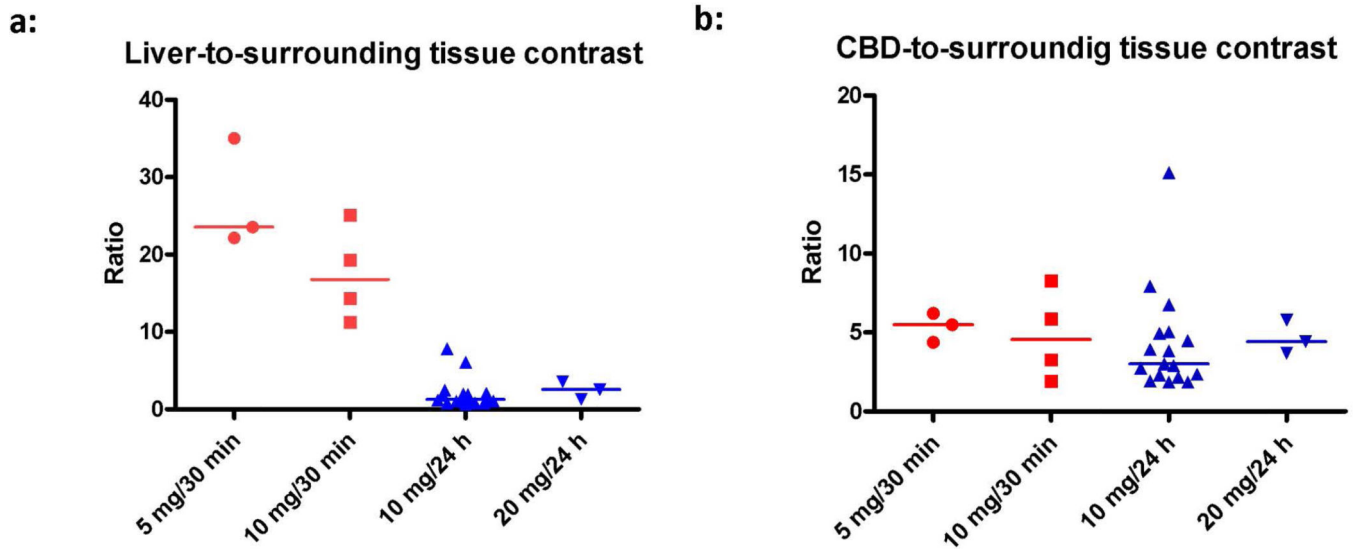 a:
Liver-to-surrounding tissue contrast
Ratio
40
30
20
10
0
5 mg/30 min
10 mg/30 min
10 mg/24 h
20 mg/24 h
b:
CBD-to-surroundig tissue contrast
Ratio
20
15
10
5
0
5 mg/30 min
10 mg/30 min
10 mg/24 h
20 mg/24 h